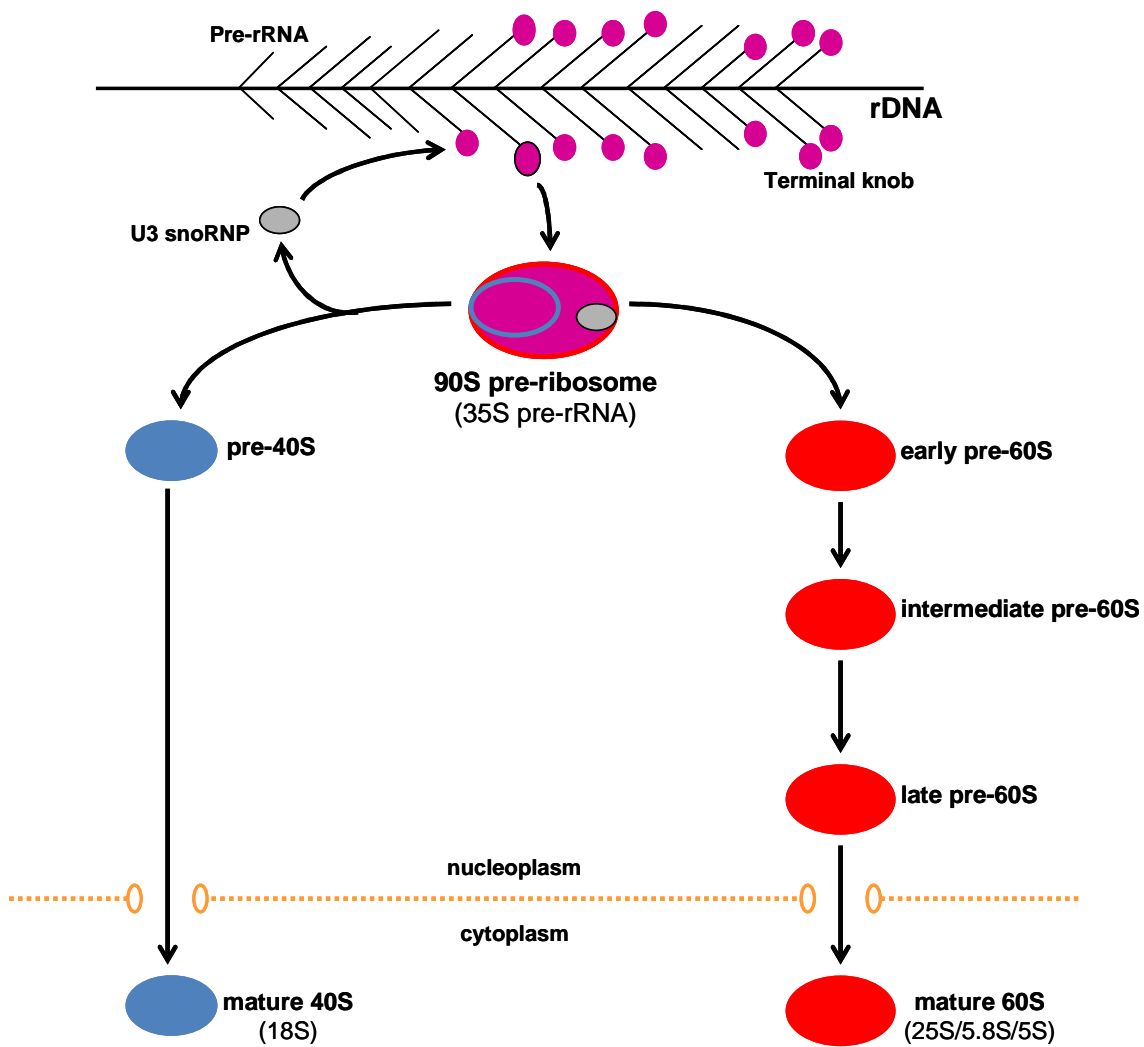 Pre-rRNA
rDNA
Terminal knob
U3 snoRNP
90S pre-ribosome
(35S pre-rRNA)
pre-40S
early pre-60S
intermediate pre-60S
late pre-60S
nucleoplasm
cytoplasm
mature 40S
(18S)
mature 60S
(25S/5.8S/5S)